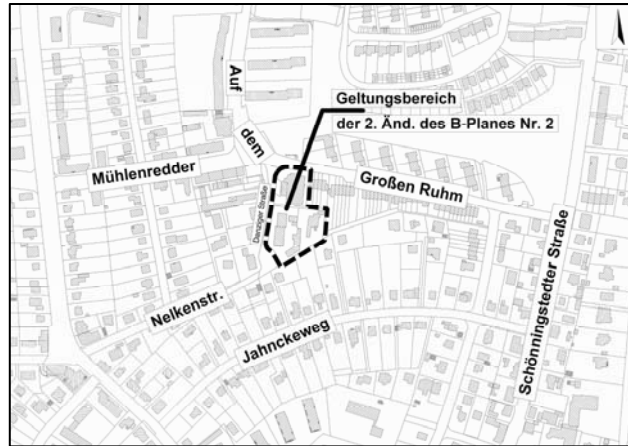 Auf
dem
Großen Ruhm
Geltungsbereich
der 2. Änd. des B-Planes Nr. 2
Mühlenredder
Danziger Straße
Nelkenstr.
Jahnckeweg
Schönningstedter Straße